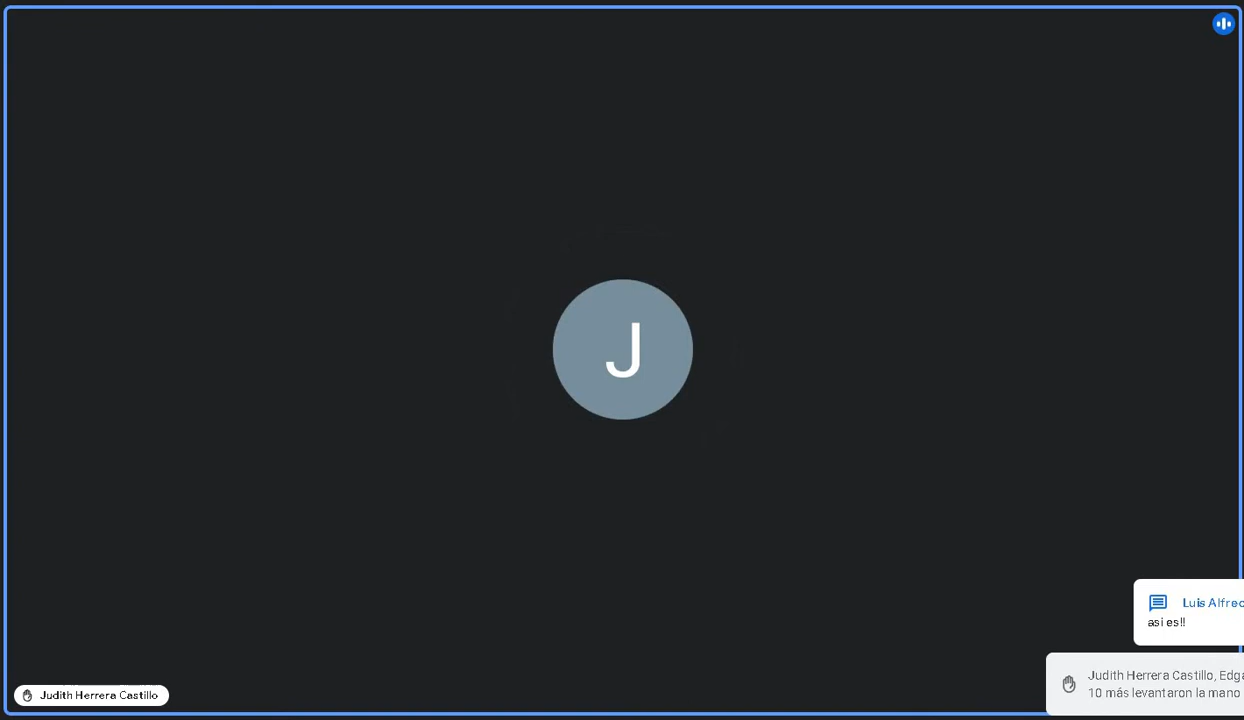 J
Luis Alfred
asi es!!
Judith Herrera Castillo, Edga
10 más levantaron la mano
Judith Herrera Castillo